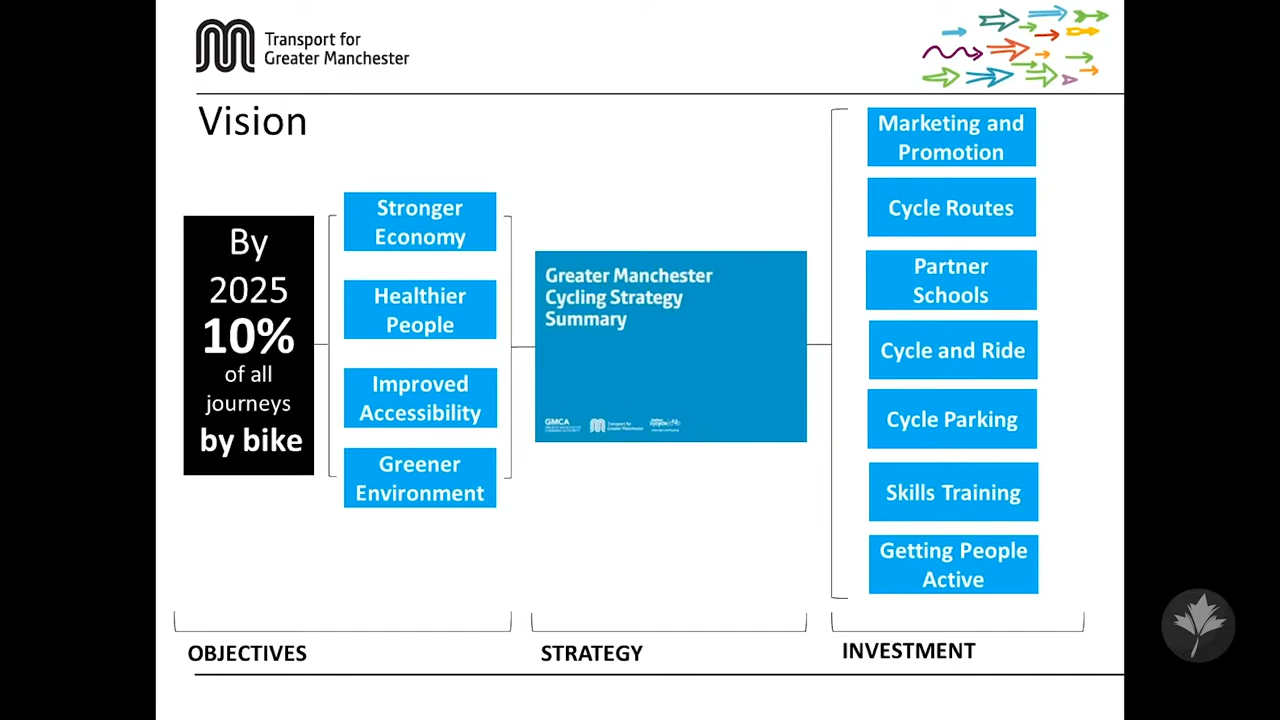 Transport for
Greater Manchester
Vision
By
2025
10%
of all
journeys
by bike
Stronger
Economy
Healthier
People
Improved
Accessibility
Greener
Environment
Greater Manchester
Cycling Strategy
Summary
GMCA
Transport for
Greater Manchester
Marketing and
Promotion
Cycle Routes
Partner
Schools
Cycle and Ride
Cycle Parking
Skills Training
Getting People
Active
OBJECTIVES
STRATEGY
INVESTMENT